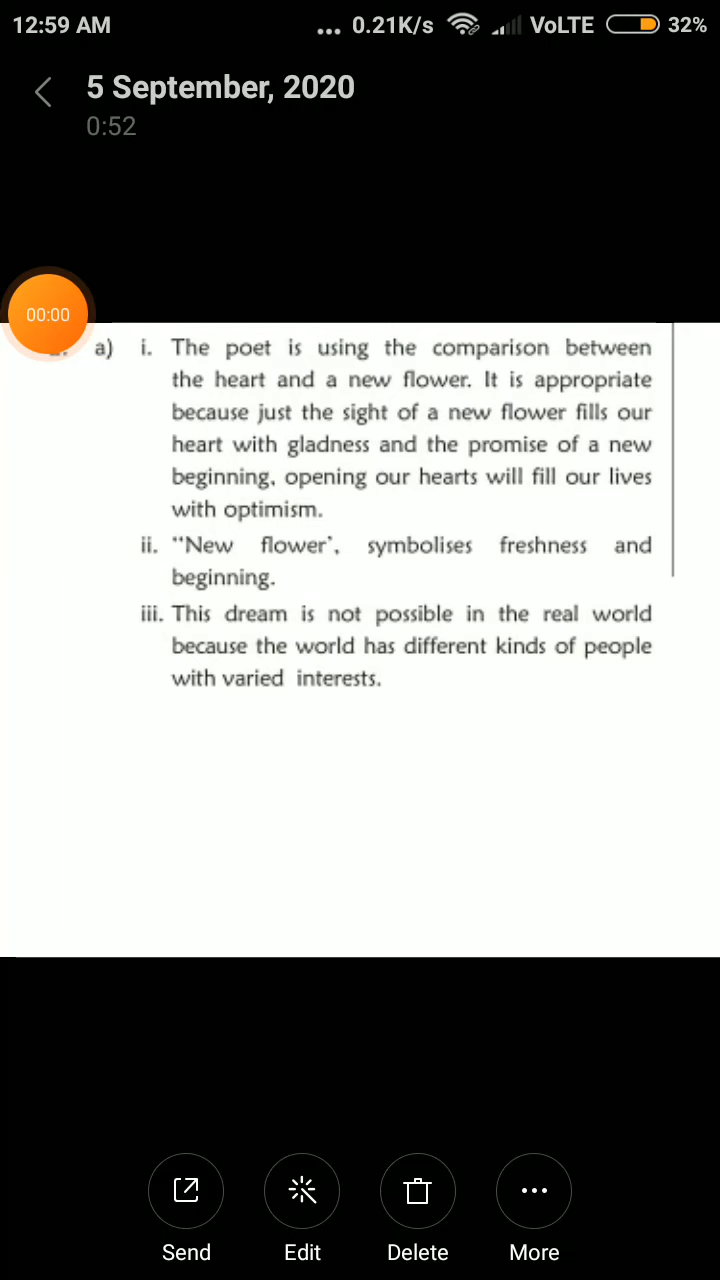 12:59 AM ... 0.21K/s VoLTE 32%
5 September, 2020
0:52
00:00
a) i. The poet is using the comparison between
the heart and a new flower. It is appropriate
because just the sight of a new flower fills our
heart with gladness and the promise of a new
beginning, opening our hearts will fill our lives
with optimism.
ii. “New flower’, symbolises freshness and
beginning.
iii. This dream is not possible in the real world
because the world has different kinds of people
with varied interests.
Send Edit Delete More